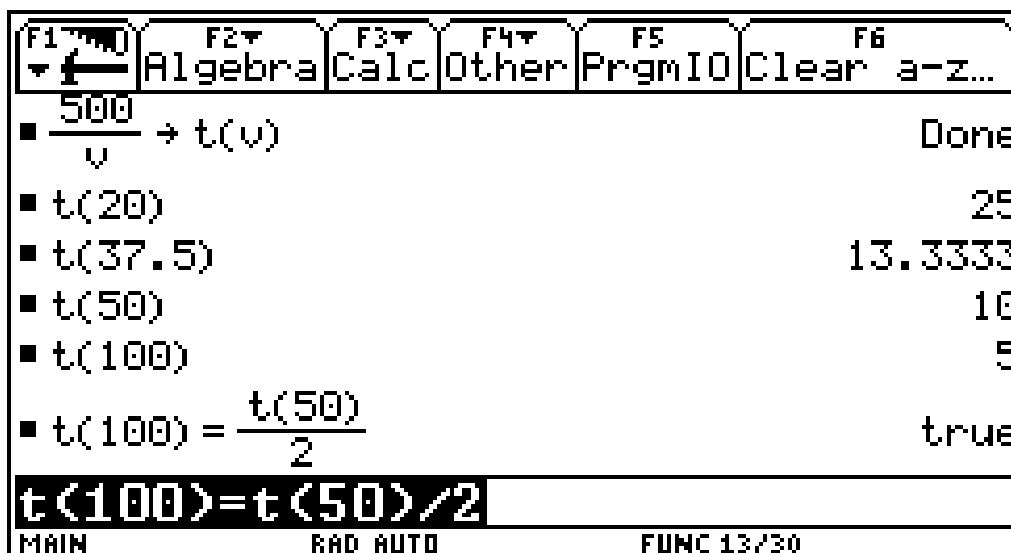 F1 F2 F3 F4 F5 F6
Algebra Calc Other PrgmIO Clear a-z…
500/v → t(v) Done
t(20) 25
t(37.5) 13.3333
t(50) 10
t(100) 5
t(100) = t(50)/2 true
t(100)=t(50)/2
MAIN RAD AUTO FUNC 13/30